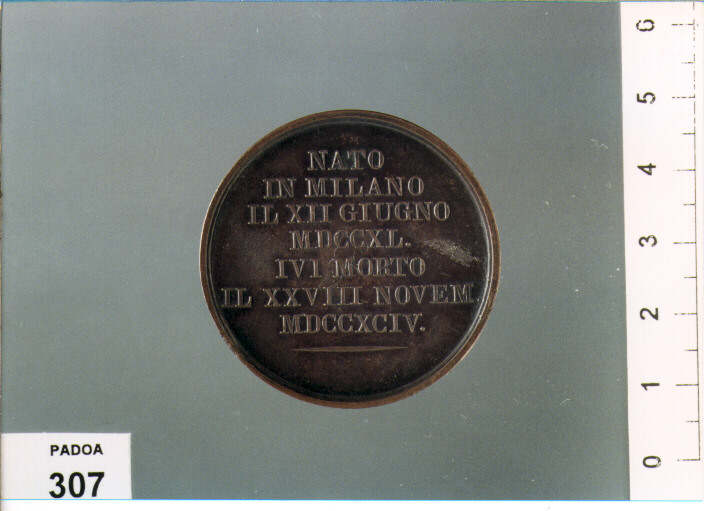 NATO
IN MILANO
IL XII GIUGNO
MDCCXL.
IVI MORTO
IL XXVIII NOVEM
MDCCXCIV.
PADOA
307
6
5
4
3
2
1
0